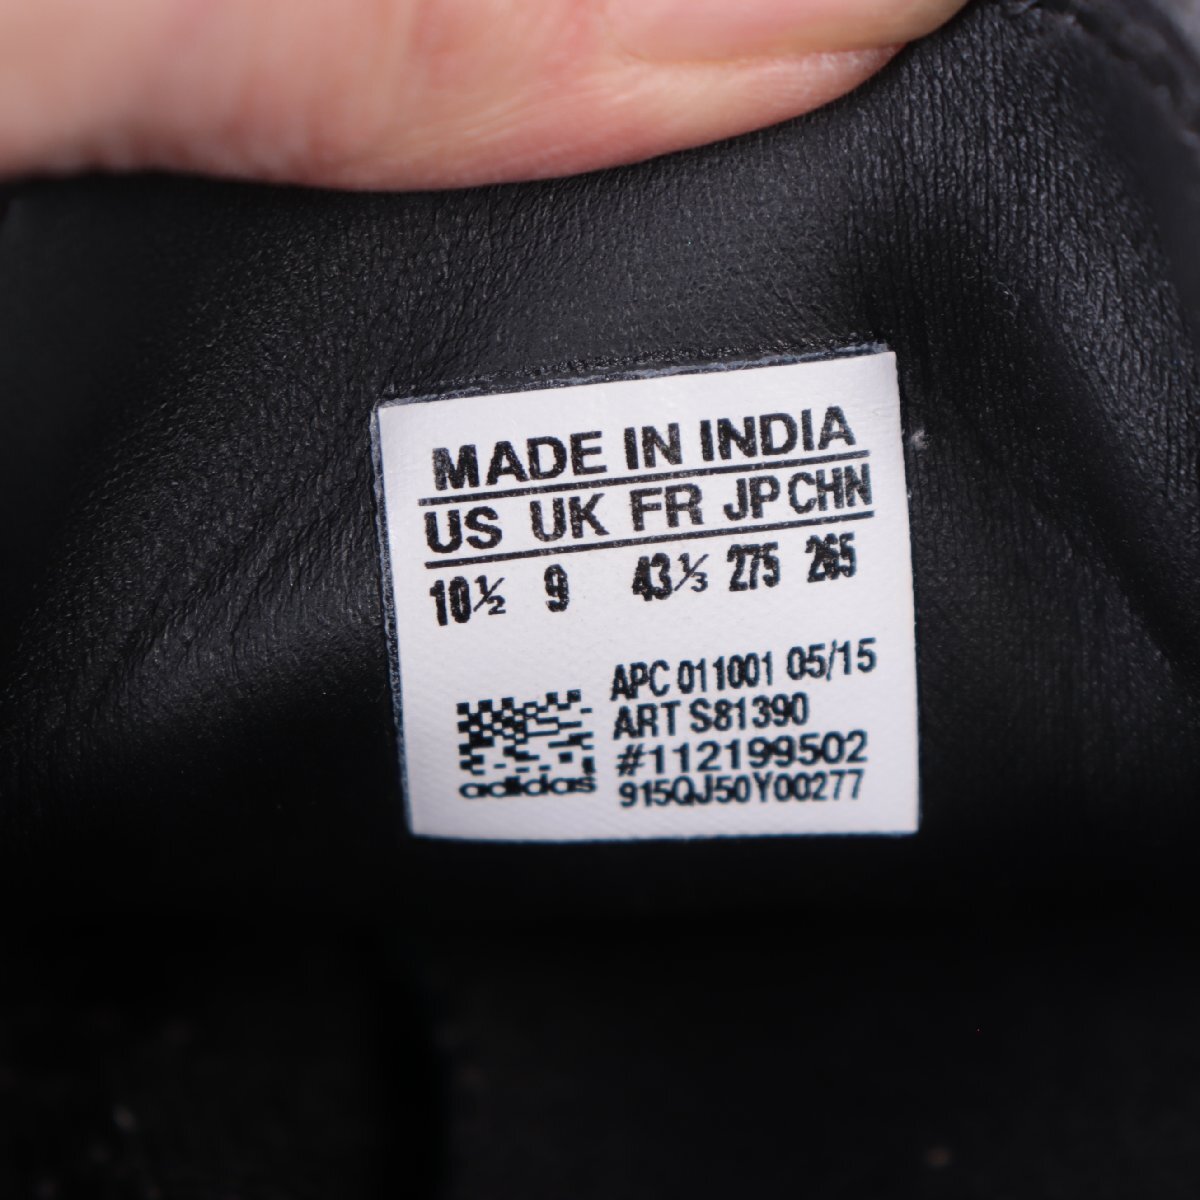 MADE IN INDIA
US UK FR JP CHN
10½ 9 43⅓ 275 265
APC 011001 05/15
ART S81390
#112199502
915QJ50Y00277
adidas